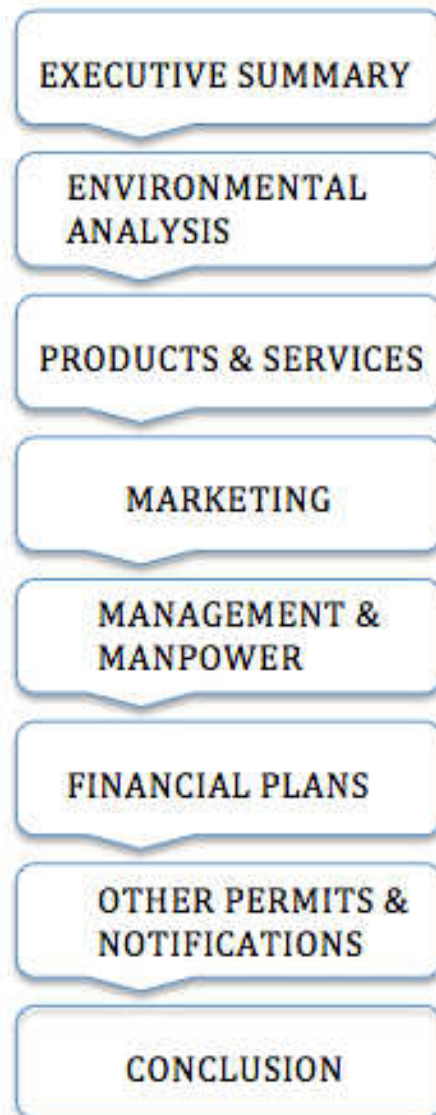 EXECUTIVE SUMMARY
ENVIRONMENTAL
ANALYSIS
PRODUCTS & SERVICES
MARKETING
MANAGEMENT &
MANPOWER
FINANCIAL PLANS
OTHER PERMITS &
NOTIFICATIONS
CONCLUSION